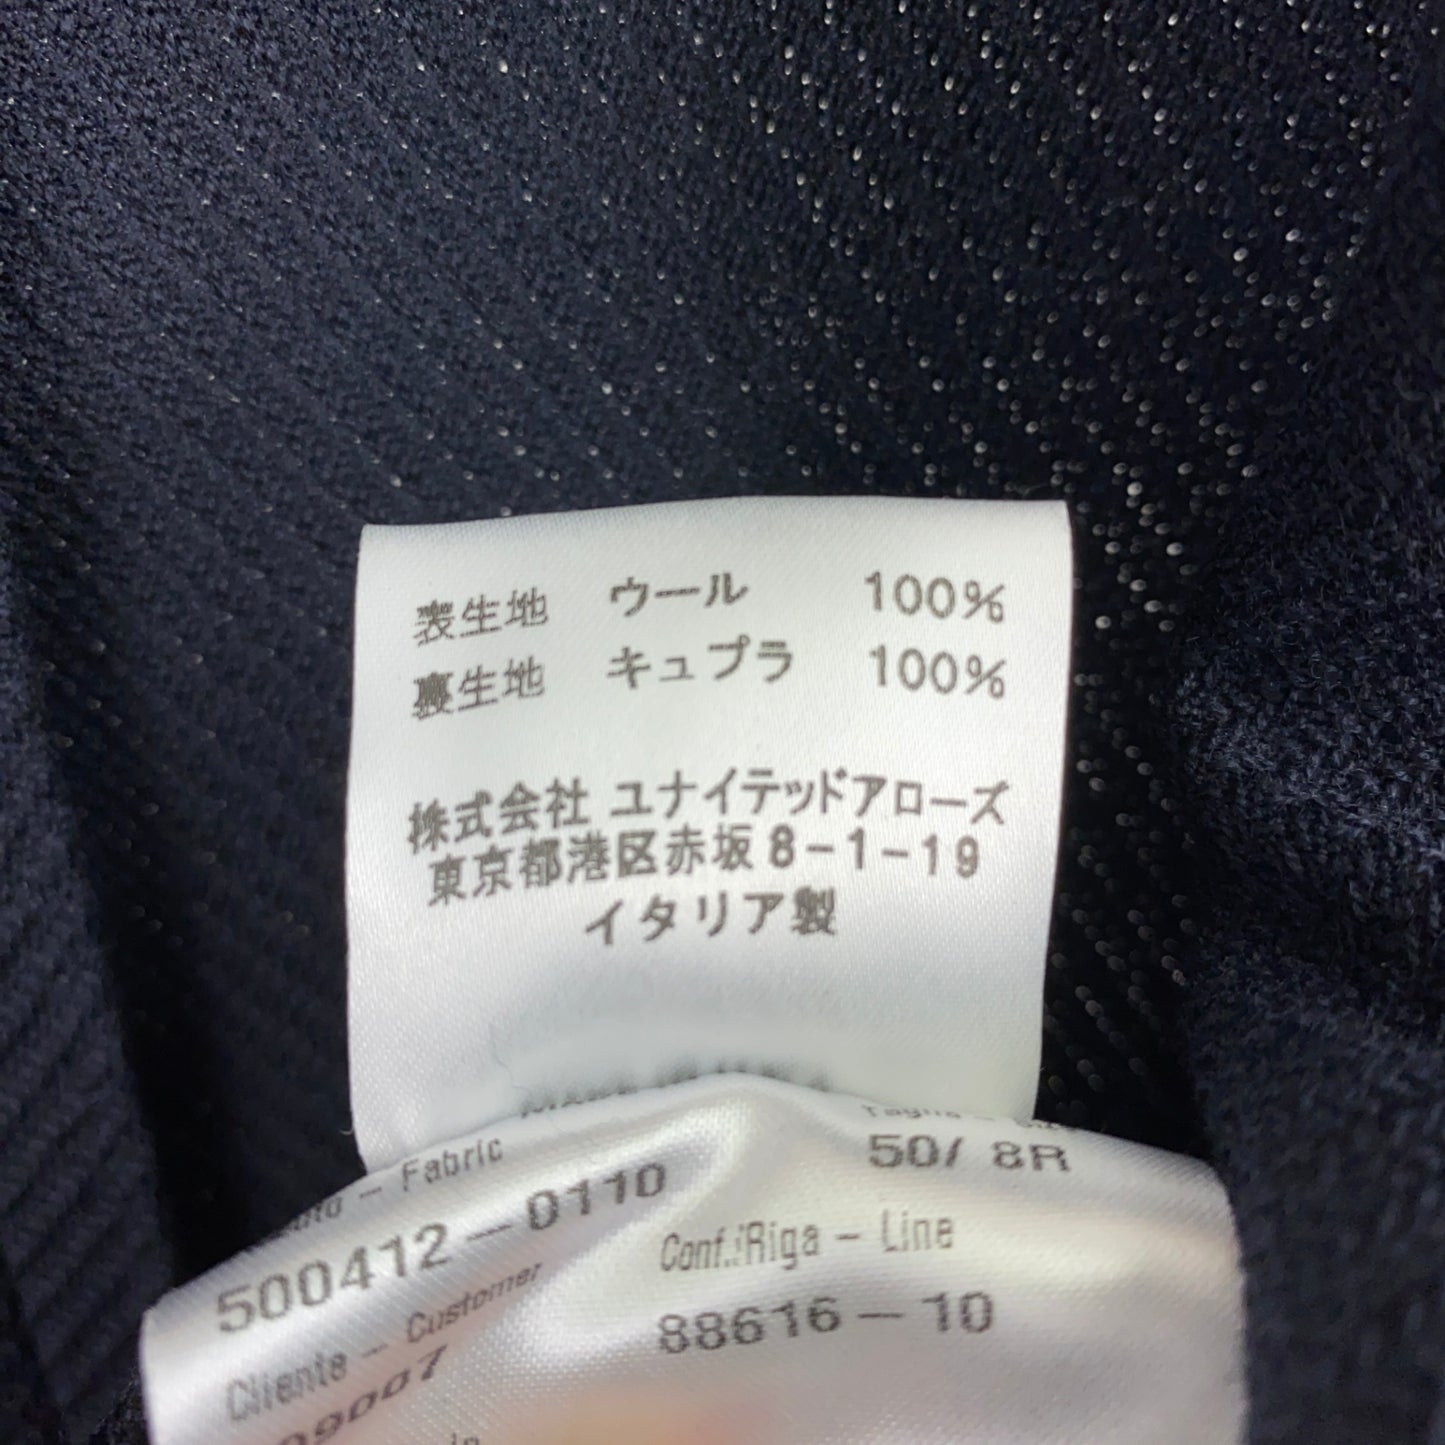 表生地 ウール 100%
裏生地 キュプラ 100%
株式会社 ユナイテッドアローズ
東京都港区赤坂8-1-19
イタリア製
- Fabric
500412-0110
50/ 8R
Conf./Riga - Line
88616-10
Cliente - Customer